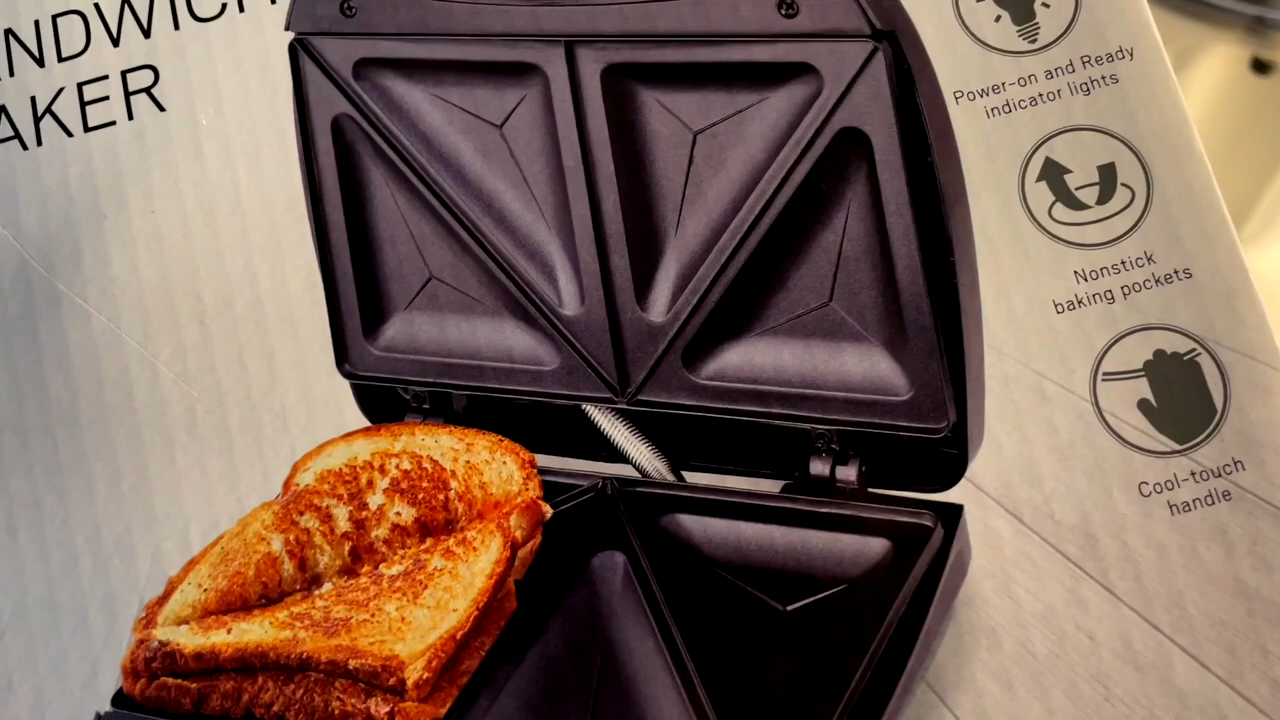 NDWICH
AKER
Power-on and Ready
indicator lights
Nonstick
baking pockets
Cool-touch
handle